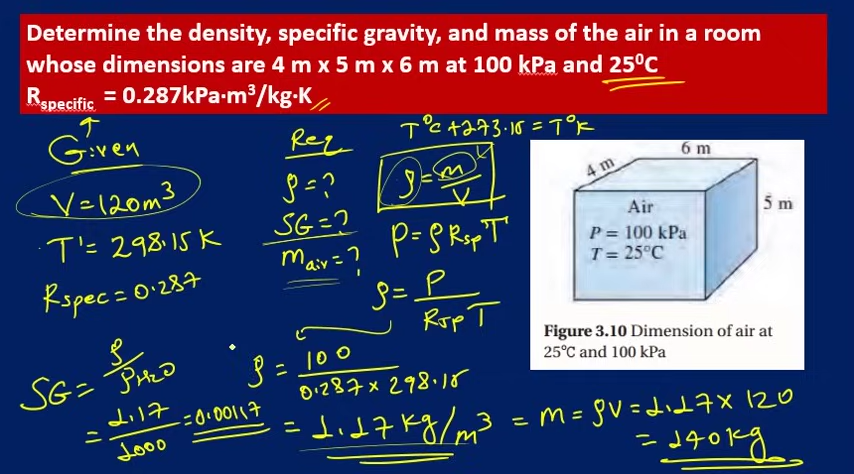 Determine the density, specific gravity, and mass of the air in a room
whose dimensions are 4 m x 5 m x 6 m at 100 kPa and 25⁰C
Rspecific = 0.287kPa·m³/kg·K
Given
V=120m³
T = 298.15 K
Rspec = 0.287
Req
ρ = ?
SG = ?
mair = ?
T°C + 273.15 = T°K
ρ = m/V
P = ρ Rsp T
ρ = P/Rsp T
SG = ρ/ρH2O
= 1.17/1000 = 0.00117
ρ = 100/0.287 x 298.15
= 1.17 kg/m³ = m = ρV = 1.17 x 120
= 140kg
4 m
6 m
5 m
Air
P = 100 kPa
T = 25°C
Figure 3.10 Dimension of air at
25°C and 100 kPa